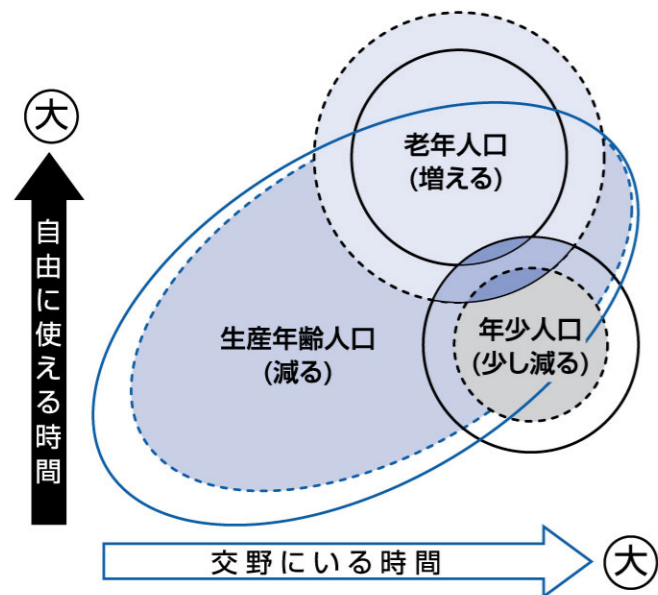 大
自由に使える時間
老年人口
(増える)
生産年齢人口
(減る)
年少人口
(少し減る)
交野にいる時間
大